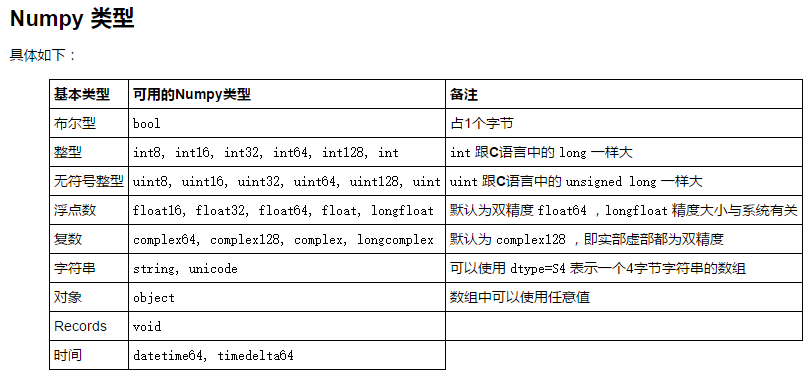 Numpy 类型
具体如下：
基本类型 可用的Numpy类型 备注
布尔型 bool 占1个字节
整型 int8, int16, int32, int64, int128, int int 跟C语言中的 long 一样大
无符号整型 uint8, uint16, uint32, uint64, uint128, uint uint 跟C语言中的 unsigned long 一样大
浮点数 float16, float32, float64, float, longfloat 默认为双精度 float64 ，longfloat 精度大小与系统有关
复数 complex64, complex128, complex, longcomplex 默认为 complex128 ，即实部虚部都为双精度
字符串 string, unicode 可以使用 dtype=S4 表示一个4字节字符串的数组
对象 object 数组中可以使用任意值
Records void
时间 datetime64, timedelta64